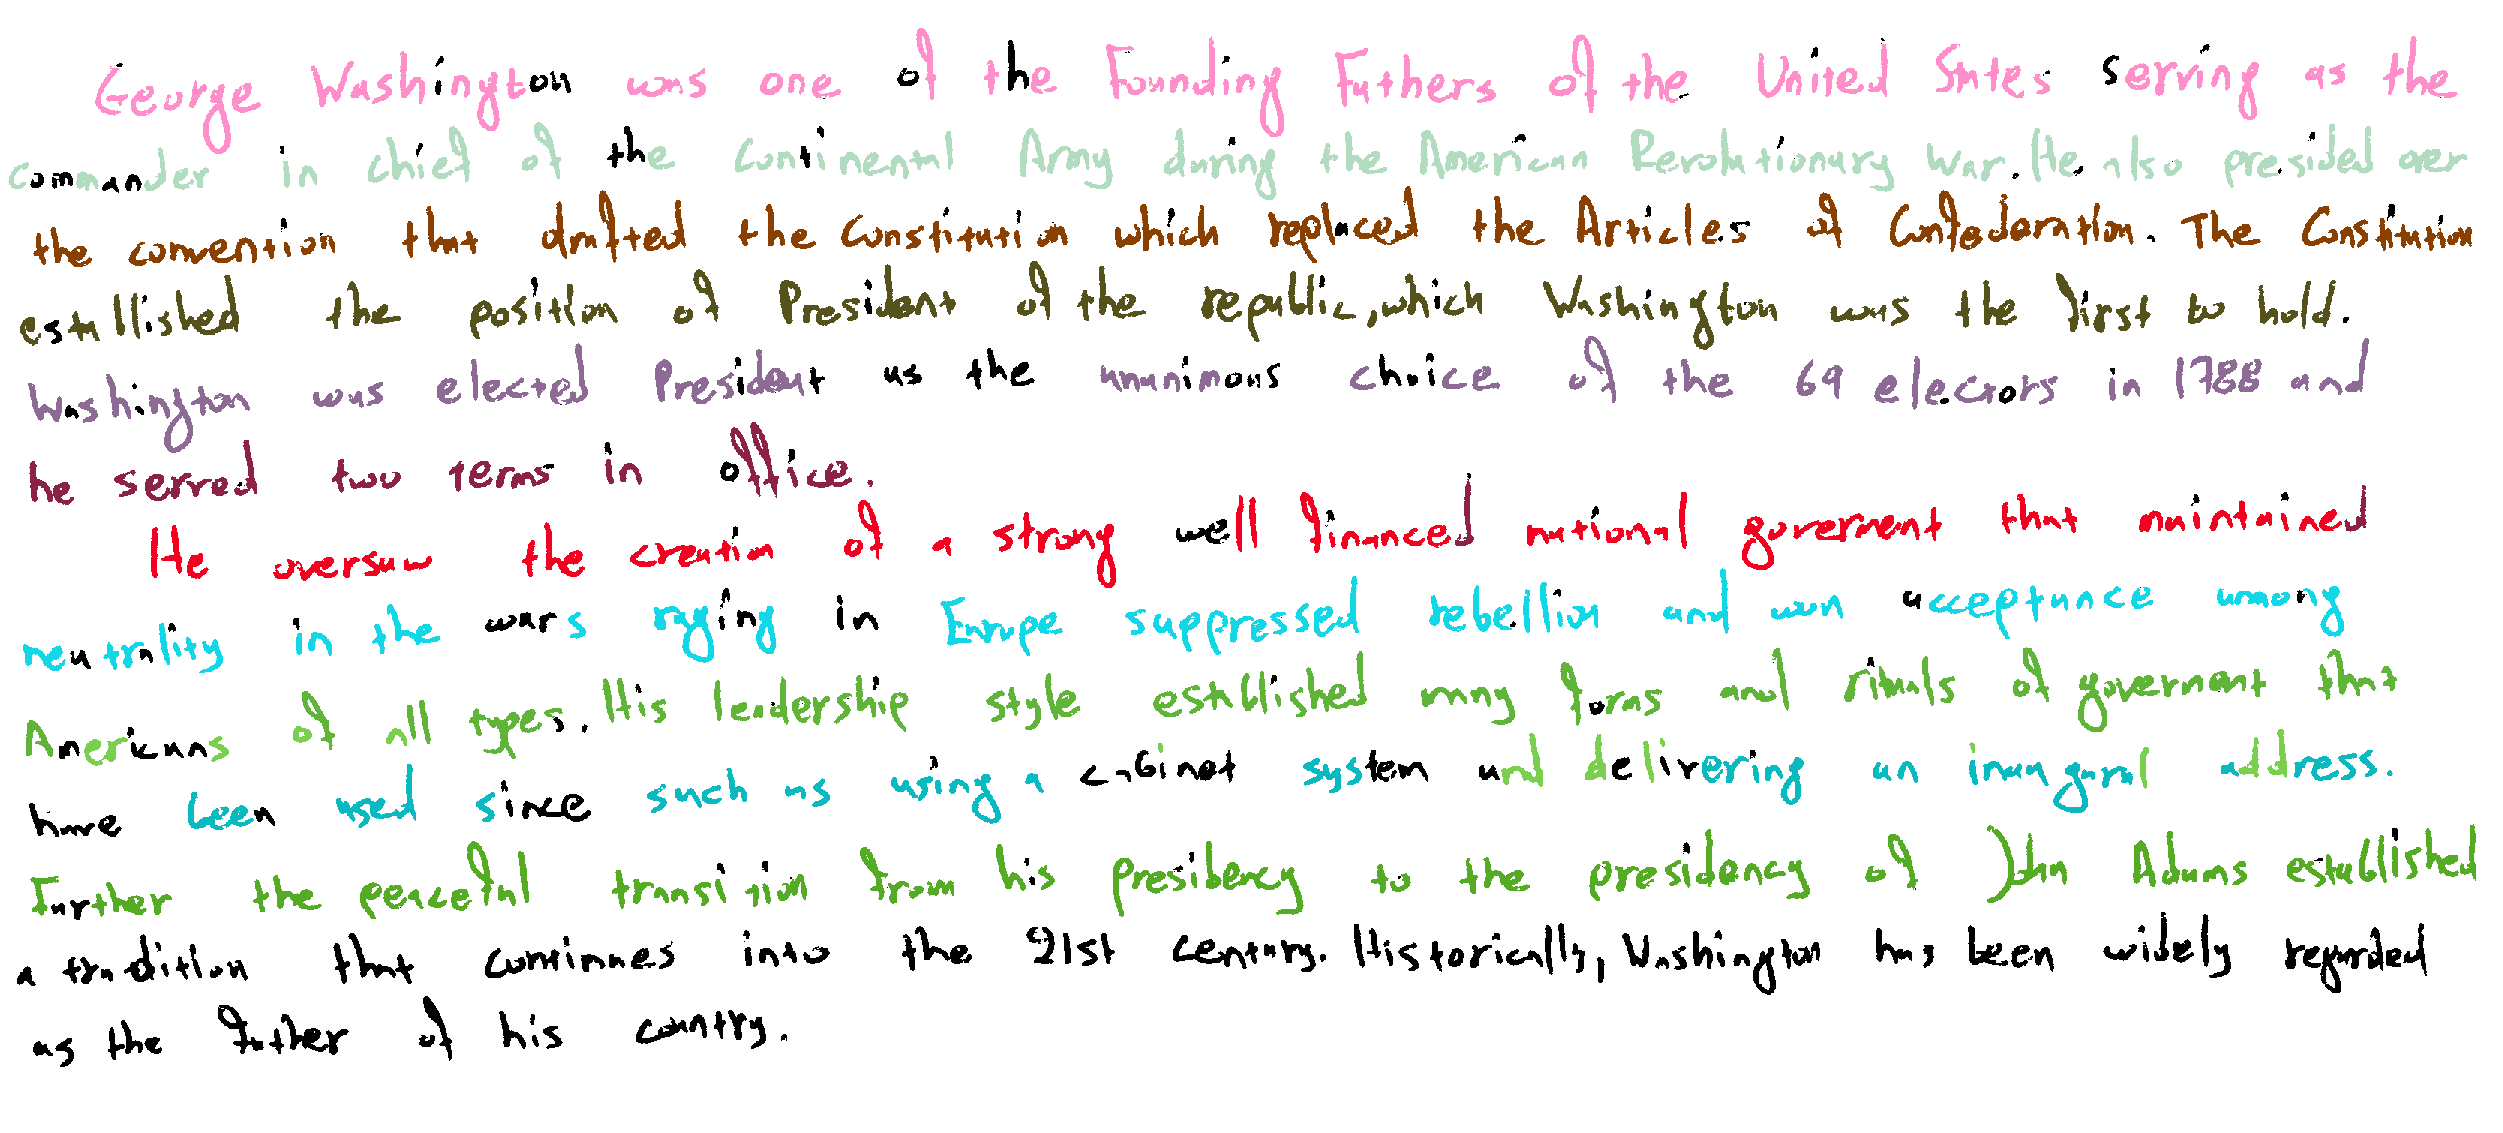 George Washington was one of the Founding Fathers of the United States serving as the
commander in chief of the Continental Army during the American Revolutionary War. He also presided over
the convention that drafted the Constitution which replaced the Articles of Confederation. The Constitution
established the position of President of the republic, which Washington was the first to hold.
Washington was elected President as the unanimous choice of the 69 electors in 1788 and
he served two terms in office.
He oversaw the creation of a strong well financed national goverment that maintained
neutrality in the wars raging in Europe suppressed rebellion and won acceptance among
Americans of all types. His leadership style established many forms and rituals of goverment that
have been used since such as using a cabinet system and delivering an inaugural address.
Further the peaceful transition from his presidency to the presidency of John Adams established
a tradition that continues into the 21st century. Historically, Washington has been widely regarded
as the father of his country.